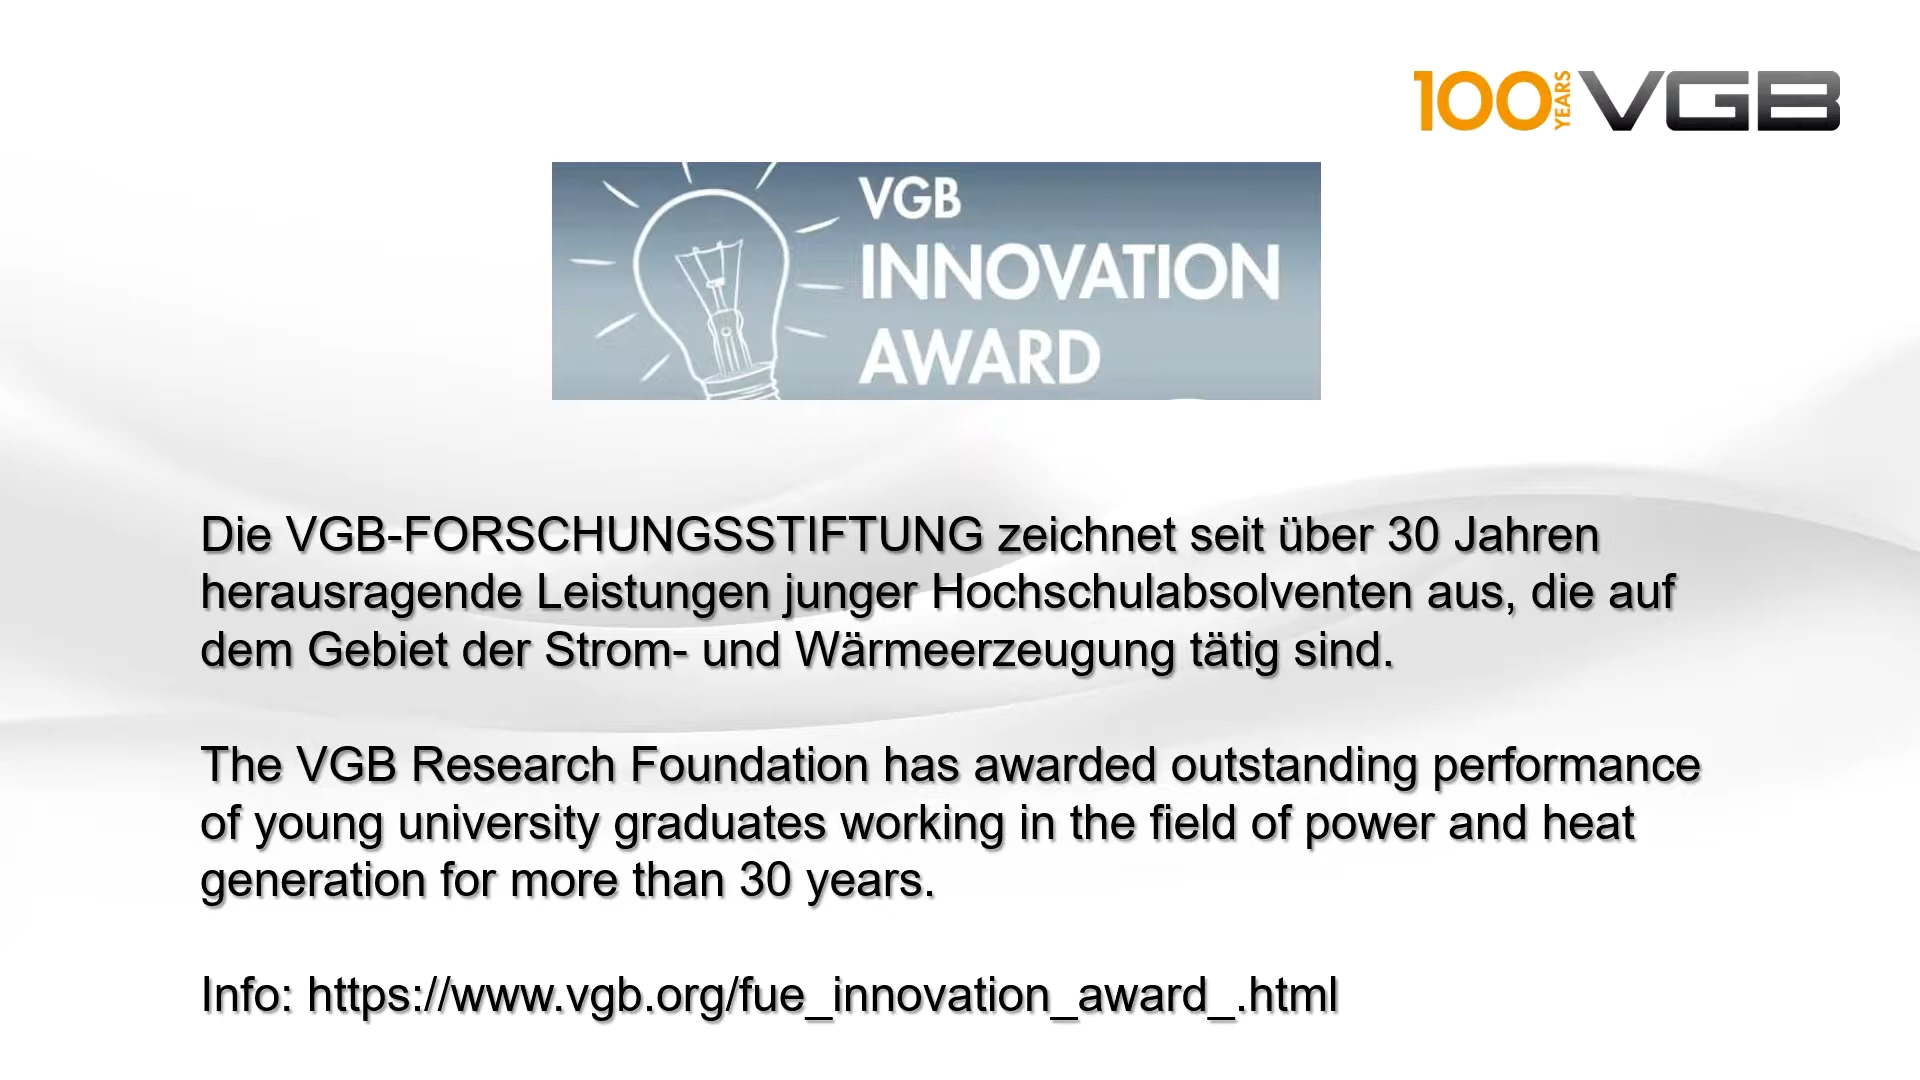 100 YEARS VGB
VGB
INNOVATION
AWARD
Die VGB-FORSCHUNGSSTIFTUNG zeichnet seit über 30 Jahren
herausragende Leistungen junger Hochschulabsolventen aus, die auf
dem Gebiet der Strom- und Wärmeerzeugung tätig sind.
The VGB Research Foundation has awarded outstanding performance
of young university graduates working in the field of power and heat
generation for more than 30 years.
Info: https://www.vgb.org/fue_innovation_award_.html